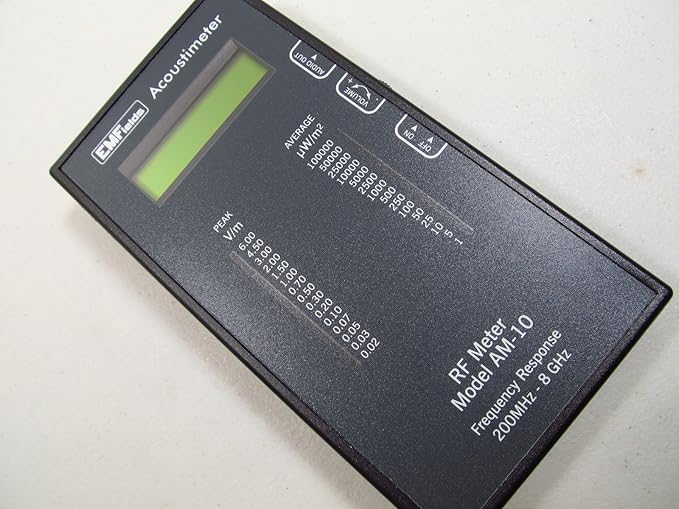 EMFields Acoustimeter
AUDIO OUT
- VOLUME +
OFF ON
PEAK
V/m
6.00
4.50
3.00
2.00
1.50
1.00
0.70
0.50
0.30
0.20
0.10
0.07
0.05
0.03
0.02
AVERAGE
µW/m²
100000
50000
25000
10000
5000
2500
1000
500
250
100
50
25
10
5
1
RF Meter
Model AM-10
Frequency Response
200MHz - 8 GHz